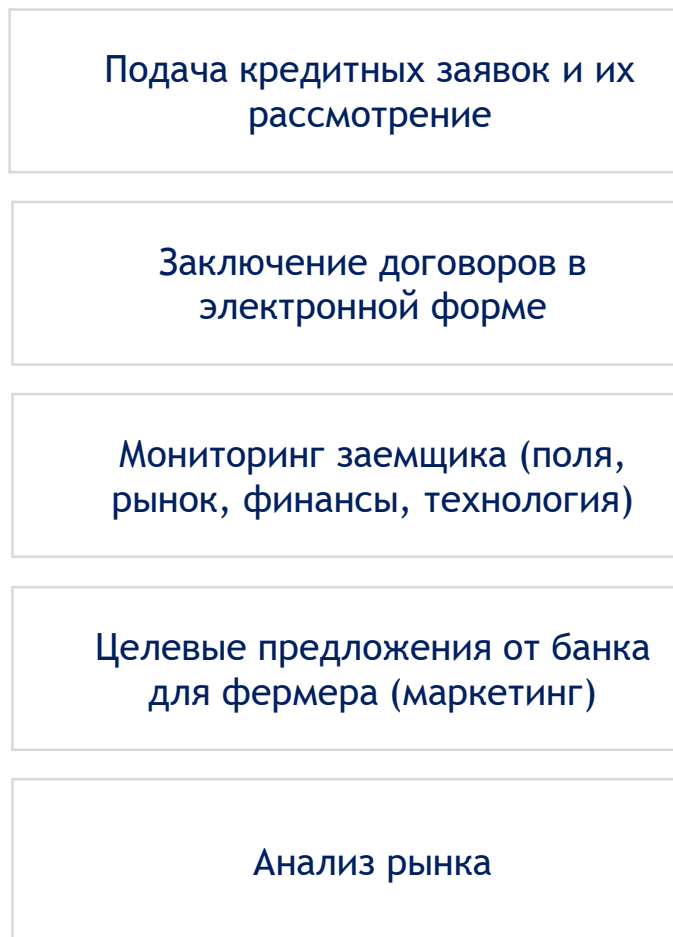 Подача кредитных заявок и их
рассмотрение
Заключение договоров в
электронной форме
Мониторинг заемщика (поля,
рынок, финансы, технология)
Целевые предложения от банка
для фермера (маркетинг)
Анализ рынка